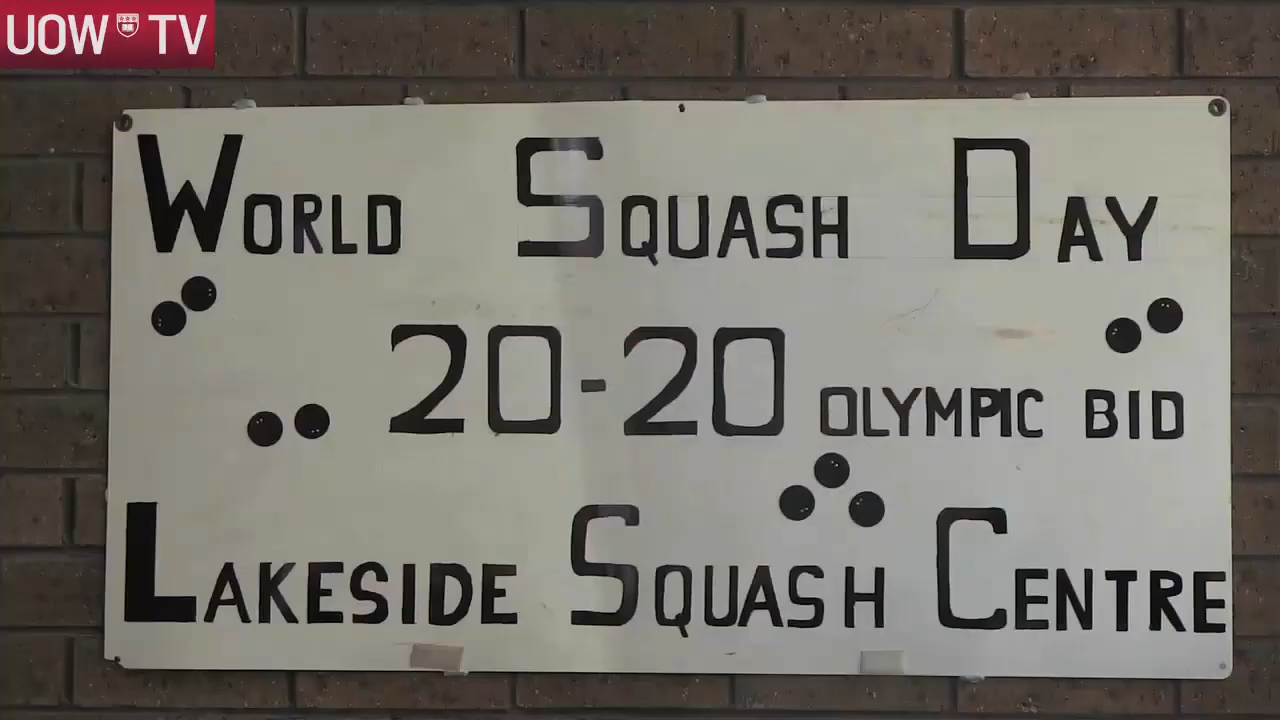 UOW TV
WORLD SQUASH DAY
20-20 OLYMPIC BID
LAKESIDE SQUASH CENTRE